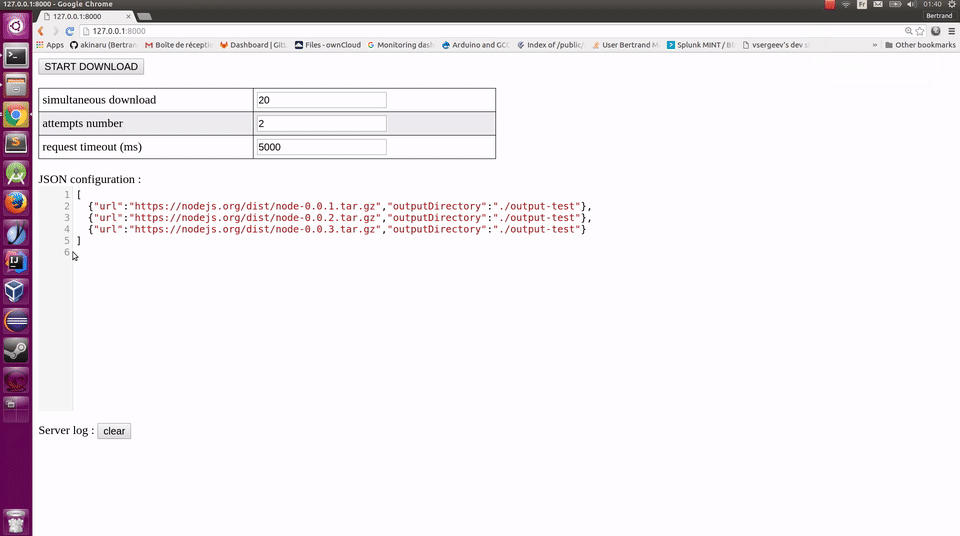 127.0.0.1:8000 - Google Chrome
Fr
01:40
127.0.0.1:8000
Bertrand
127.0.0.1:8000
Apps
akinaru (Bertran
Boîte de récepti
Dashboard | Git
Files - ownCloud
Monitoring das
Arduino and GC
Index of /public
User Bertrand M
Splunk MINT / B
vsergeev's dev s
»
Other bookmarks
START DOWNLOAD
simultaneous download 20
attempts number 2
request timeout (ms) 5000
JSON configuration :
1 [
2 {"url":"https://nodejs.org/dist/node-0.0.1.tar.gz","outputDirectory":"./output-test"},
3 {"url":"https://nodejs.org/dist/node-0.0.2.tar.gz","outputDirectory":"./output-test"},
4 {"url":"https://nodejs.org/dist/node-0.0.3.tar.gz","outputDirectory":"./output-test"}
5 ]
6
Server log : clear